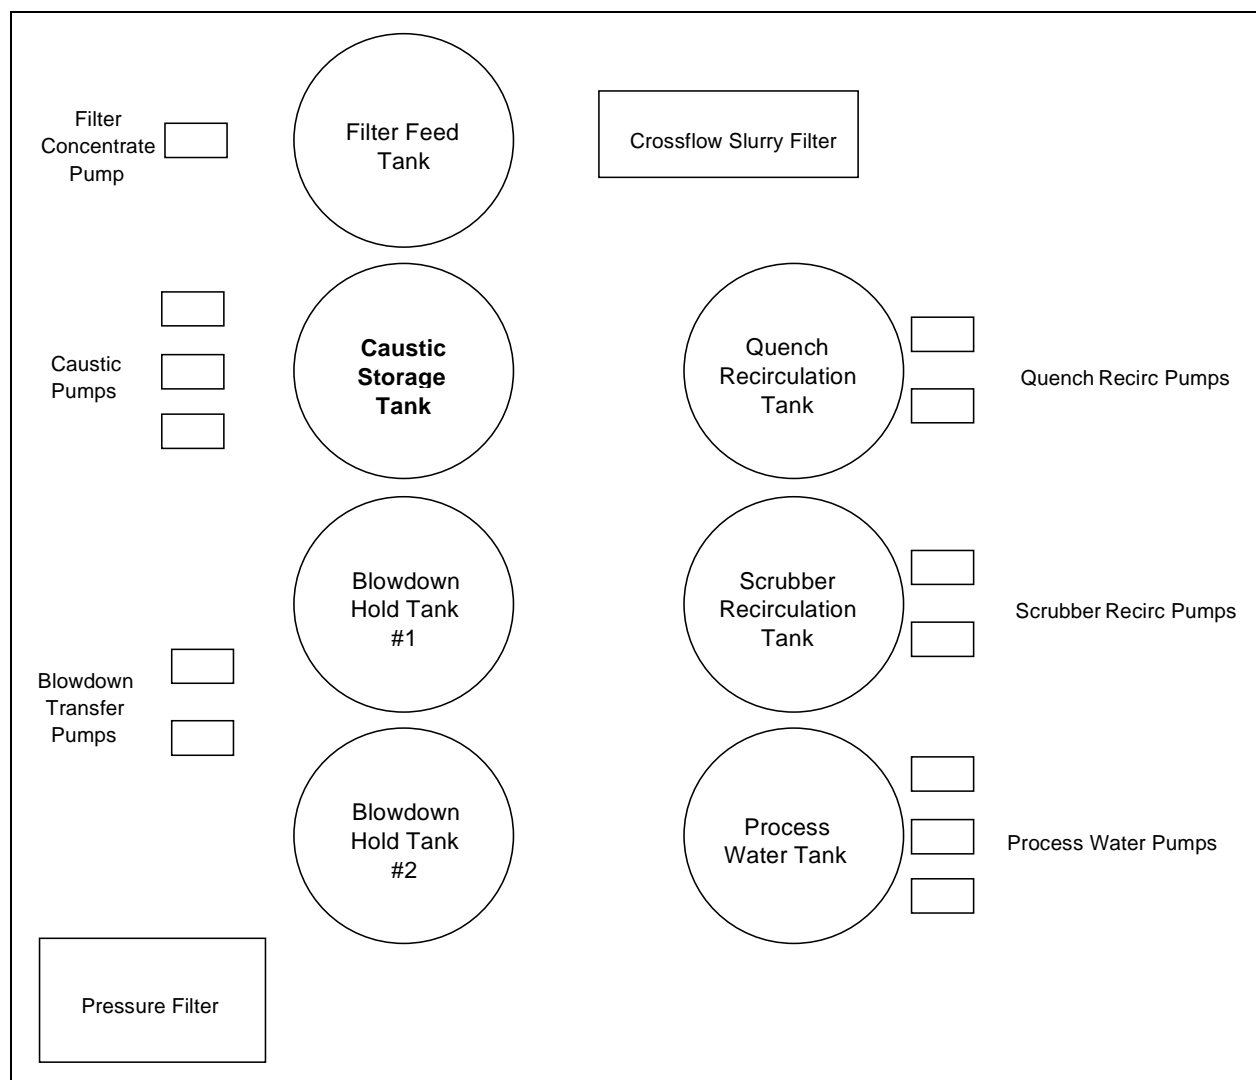 Filter
Concentrate
Pump
Filter Feed
Tank
Crossflow Slurry Filter
Caustic
Pumps
Caustic
Storage
Tank
Quench
Recirculation
Tank
Quench Recirc Pumps
Blowdown
Hold Tank
#1
Scrubber
Recirculation
Tank
Scrubber Recirc Pumps
Blowdown
Transfer
Pumps
Blowdown
Hold Tank
#2
Process
Water Tank
Process Water Pumps
Pressure Filter